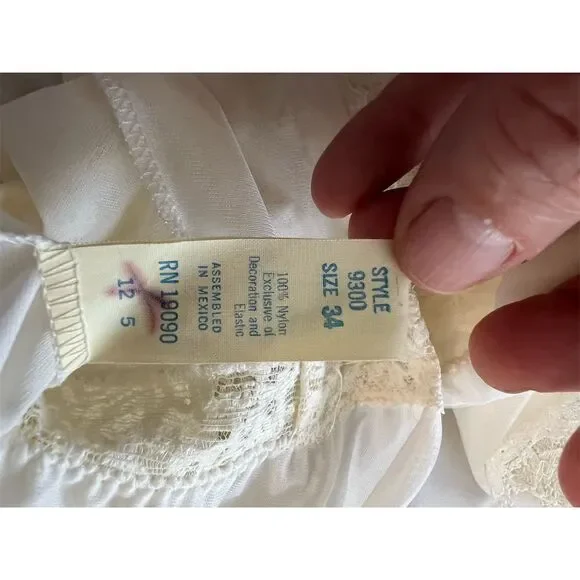 STYLE
9300
SIZE 34
100% Nylon
Exclusive of
Decoration and
Elastic
ASSEMBLED
IN MEXICO
RN 19090
12 5